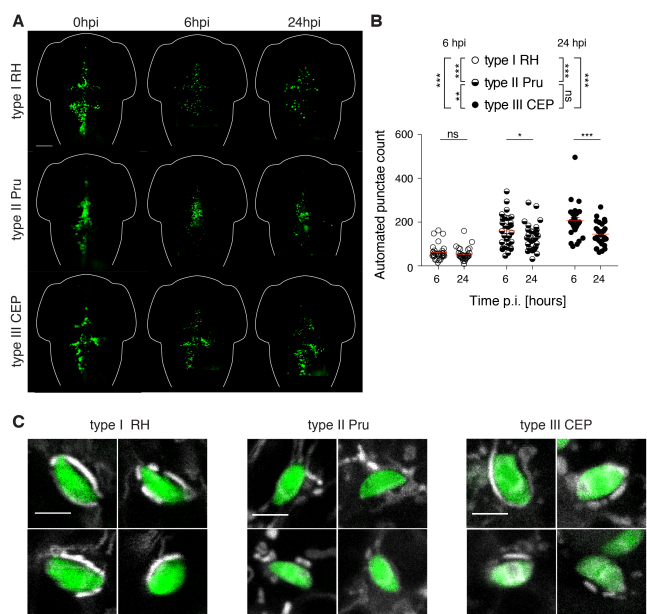 A
0hpi 6hpi 24hpi
type I RH
type II Pru
type III CEP
B
6 hpi 24 hpi
type I RH
type II Pru
type III CEP
*** *** ** *** ns ***
Automated punctae count
600
400
200
0
ns * ***
6 24 6 24 6 24
Time p.i. [hours]
C
type I RH type II Pru type III CEP